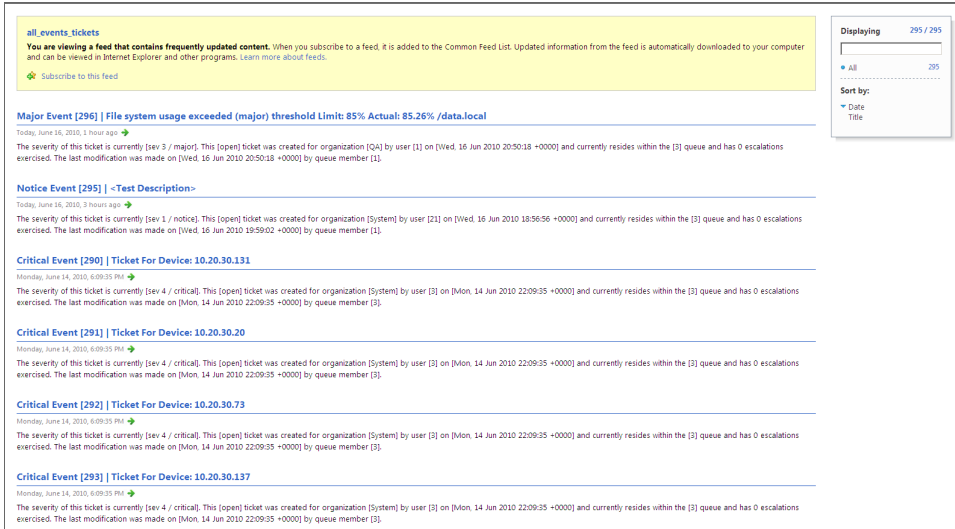 all_events_tickets
You are viewing a feed that contains frequently updated content. When you subscribe to a feed, it is added to the Common Feed List. Updated information from the feed is automatically downloaded to your computer
and can be viewed in Internet Explorer and other programs. Learn more about feeds.
Subscribe to this feed
Displaying 295 / 295
All 295
Sort by:
Date
Title
Major Event [296] | File system usage exceeded (major) threshold Limit: 85% Actual: 85.26% /data.local
Today, June 16, 2010, 1 hour ago
The severity of this ticket is currently [sev 3 / major]. This [open] ticket was created for organization [QA] by user [1] on [Wed, 16 Jun 2010 20:50:18 +0000] and currently resides within the [3] queue and has 0 escalations
exercised. The last modification was made on [Wed, 16 Jun 2010 20:50:18 +0000] by queue member [1].
Notice Event [295] | <Test Description>
Today, June 16, 2010, 3 hours ago
The severity of this ticket is currently [sev 1 / notice]. This [open] ticket was created for organization [System] by user [21] on [Wed, 16 Jun 2010 18:56:56 +0000] and currently resides within the [3] queue and has 0 escalations
exercised. The last modification was made on [Wed, 16 Jun 2010 19:59:02 +0000] by queue member [1].
Critical Event [290] | Ticket For Device: 10.20.30.131
Monday, June 14, 2010, 6:09:35 PM
The severity of this ticket is currently [sev 4 / critical]. This [open] ticket was created for organization [System] by user [3] on [Mon, 14 Jun 2010 22:09:35 +0000] and currently resides within the [3] queue and has 0 escalations
exercised. The last modification was made on [Mon, 14 Jun 2010 22:09:35 +0000] by queue member [3].
Critical Event [291] | Ticket For Device: 10.20.30.20
Monday, June 14, 2010, 6:09:35 PM
The severity of this ticket is currently [sev 4 / critical]. This [open] ticket was created for organization [System] by user [3] on [Mon, 14 Jun 2010 22:09:35 +0000] and currently resides within the [3] queue and has 0 escalations
exercised. The last modification was made on [Mon, 14 Jun 2010 22:09:35 +0000] by queue member [3].
Critical Event [292] | Ticket For Device: 10.20.30.73
Monday, June 14, 2010, 6:09:35 PM
The severity of this ticket is currently [sev 4 / critical]. This [open] ticket was created for organization [System] by user [3] on [Mon, 14 Jun 2010 22:09:35 +0000] and currently resides within the [3] queue and has 0 escalations
exercised. The last modification was made on [Mon, 14 Jun 2010 22:09:35 +0000] by queue member [3].
Critical Event [293] | Ticket For Device: 10.20.30.137
Monday, June 14, 2010, 6:09:35 PM
The severity of this ticket is currently [sev 4 / critical]. This [open] ticket was created for organization [System] by user [3] on [Mon, 14 Jun 2010 22:09:35 +0000] and currently resides within the [3] queue and has 0 escalations
exercised. The last modification was made on [Mon, 14 Jun 2010 22:09:35 +0000] by queue member [3].